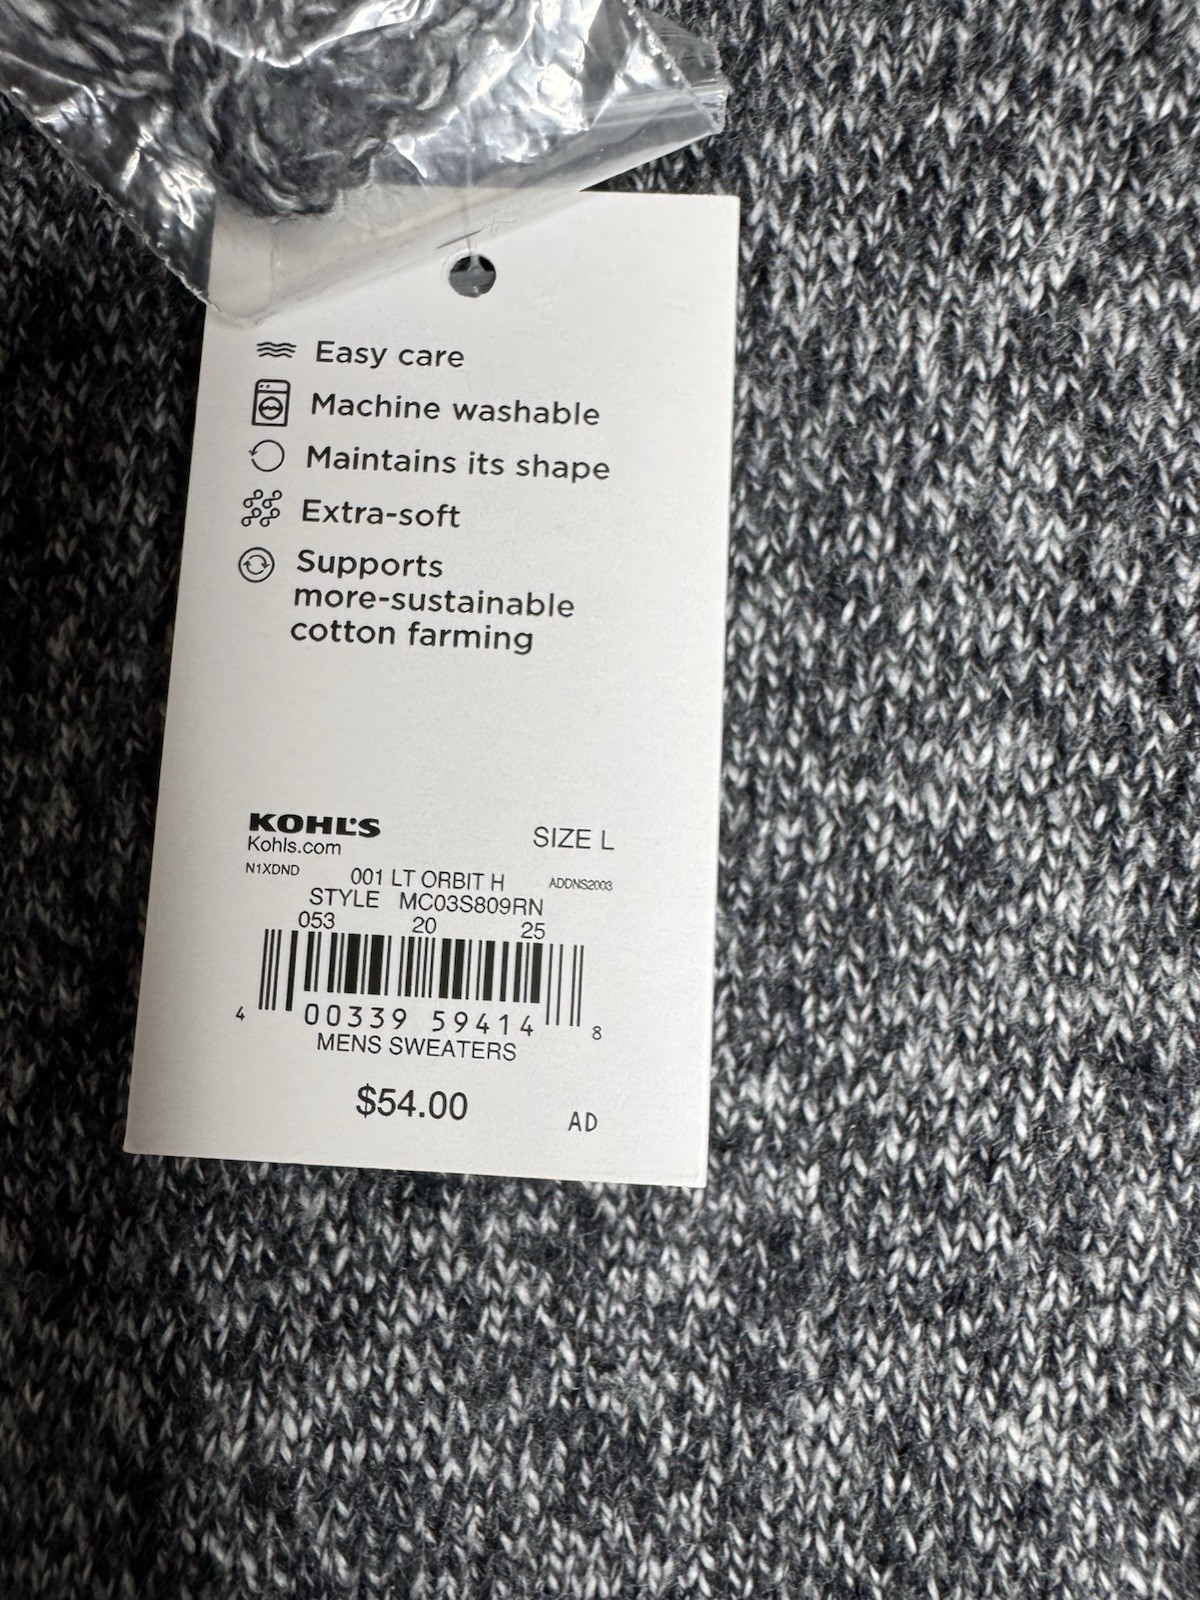 Easy care
Machine washable
Maintains its shape
Extra-soft
Supports
more-sustainable
cotton farming
KOHL'S
Kohls.com
SIZE L
N1XDND
001 LT ORBIT H
ADDNS2003
STYLE MC03S809RN
053 20 25
4 00339 59414 8
MENS SWEATERS
$54.00
AD